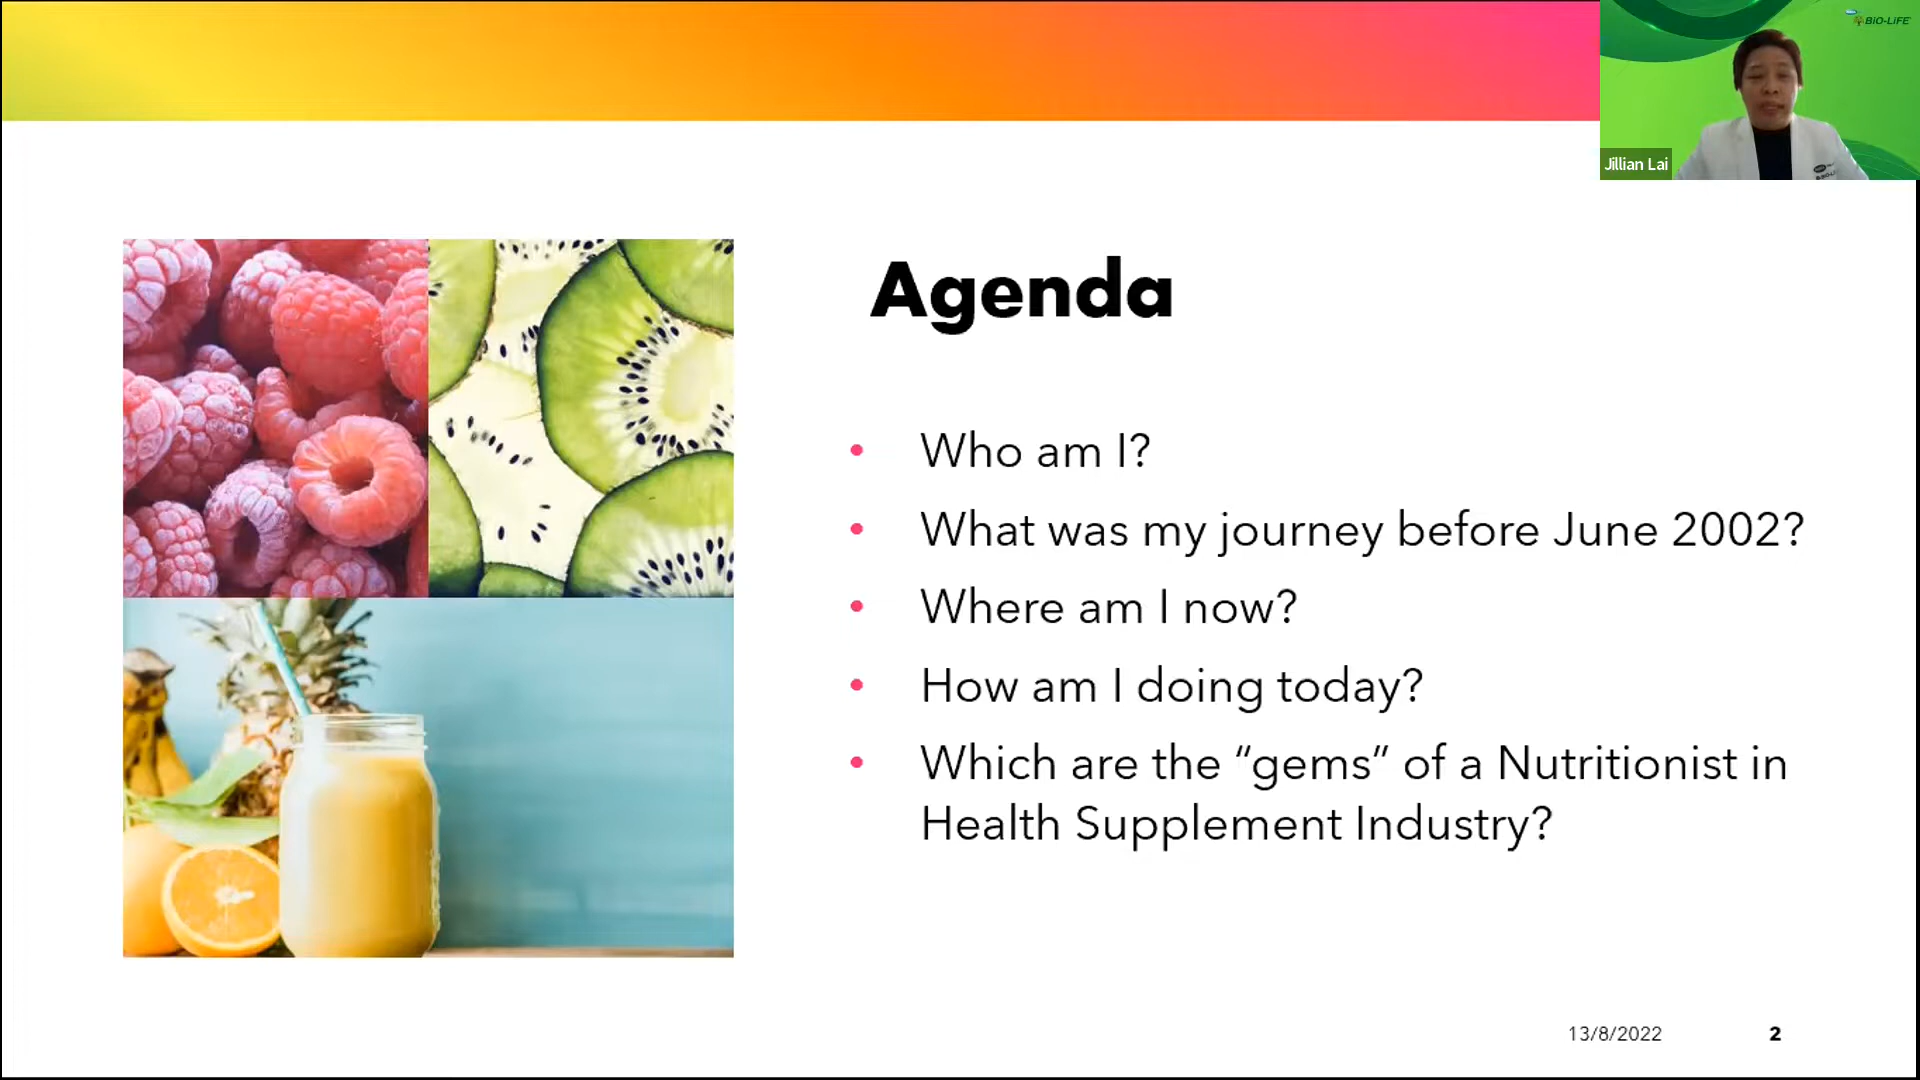 BiO-LiFE
Jillian Lai
Agenda
• Who am I?
• What was my journey before June 2002?
• Where am I now?
• How am I doing today?
• Which are the “gems” of a Nutritionist in
Health Supplement Industry?
13/8/2022
2